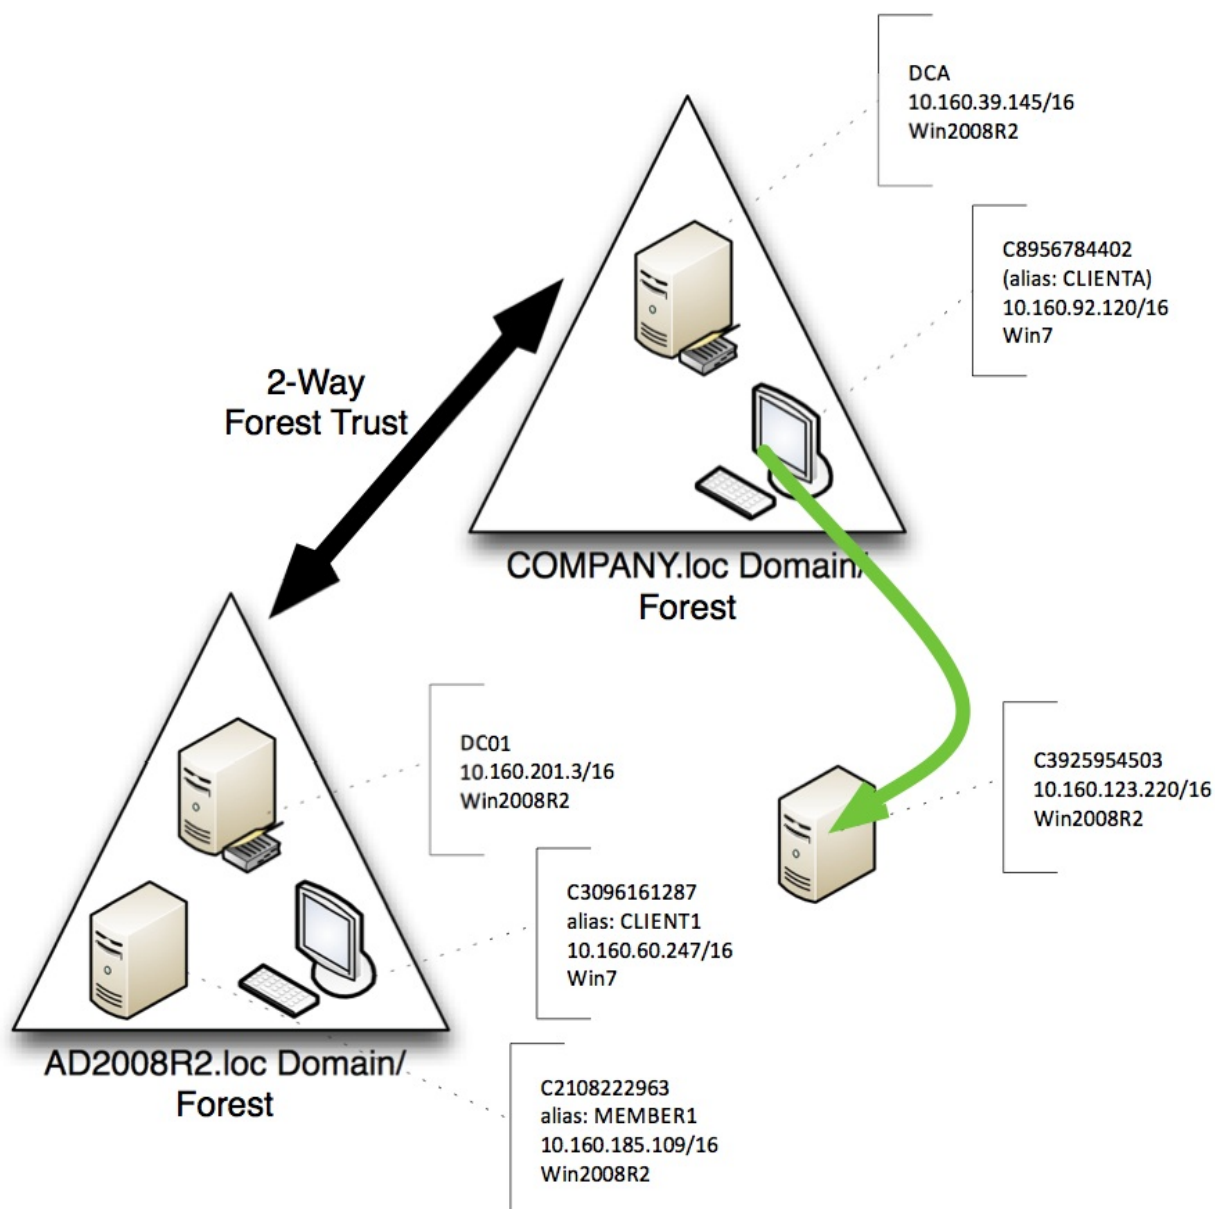 DCA
10.160.39.145/16
Win2008R2
C8956784402
(alias: CLIENTA)
10.160.92.120/16
Win7
2-Way
Forest Trust
COMPANY.loc Domain/
Forest
DC01
10.160.201.3/16
Win2008R2
C3925954503
10.160.123.220/16
Win2008R2
C3096161287
alias: CLIENT1
10.160.60.247/16
Win7
AD2008R2.loc Domain/
Forest
C2108222963
alias: MEMBER1
10.160.185.109/16
Win2008R2